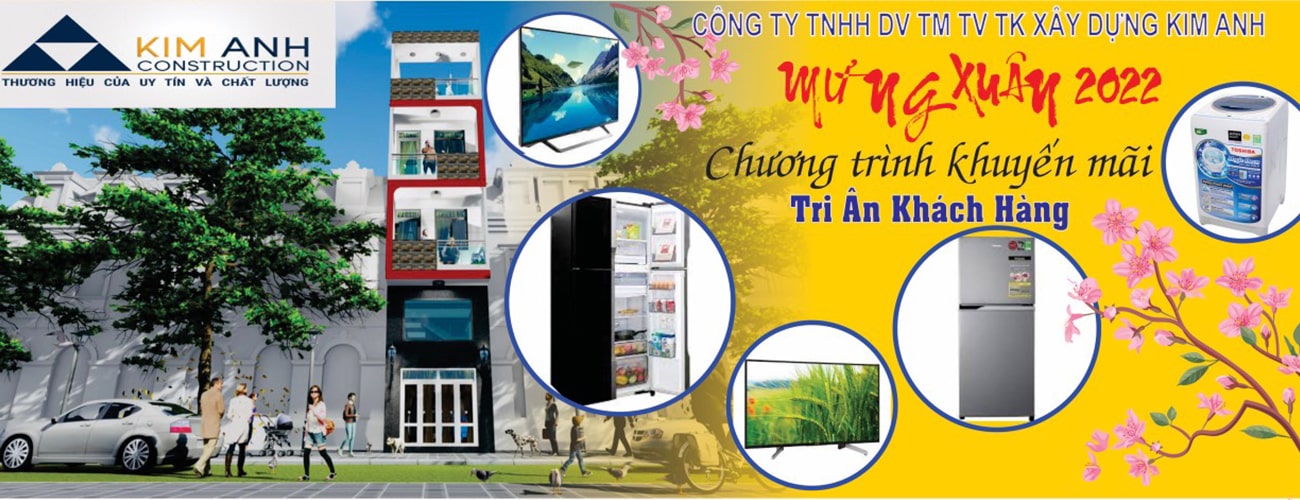 KIM ANH
CONSTRUCTION
THƯƠNG HIỆU CỦA UY TÍN VÀ CHẤT LƯỢNG
CÔNG TY TNHH DV TM TV TK XÂY DỰNG KIM ANH
MỪNG XUÂN 2022
Chương trình khuyến mãi
Tri Ân Khách Hàng
TOSHIBA